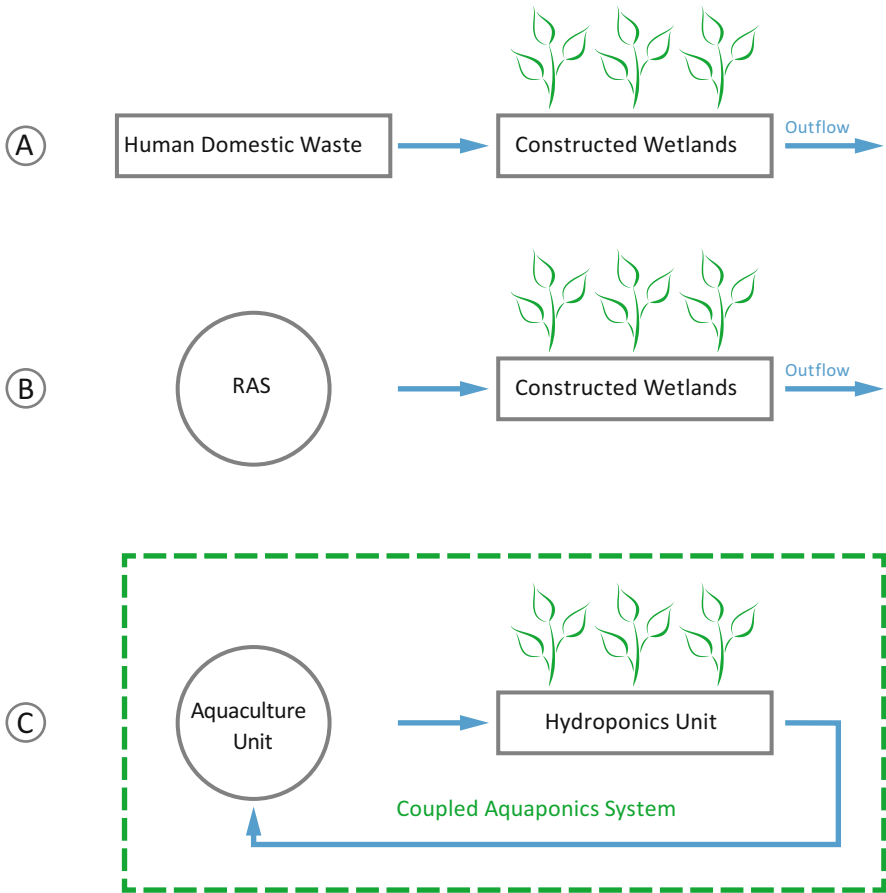 A
Human Domestic Waste
Constructed Wetlands
Outflow
B
RAS
Constructed Wetlands
Outflow
C
Aquaculture
Unit
Hydroponics Unit
Coupled Aquaponics System